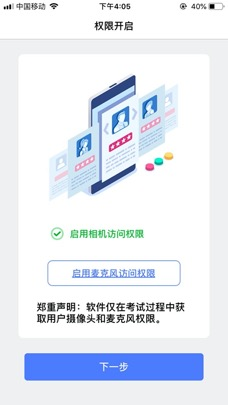 中国移动 下午4:05 40%
权限开启
启用相机访问权限
启用麦克风访问权限
郑重声明：软件仅在考试过程中获
取用户摄像头和麦克风权限。
下一步